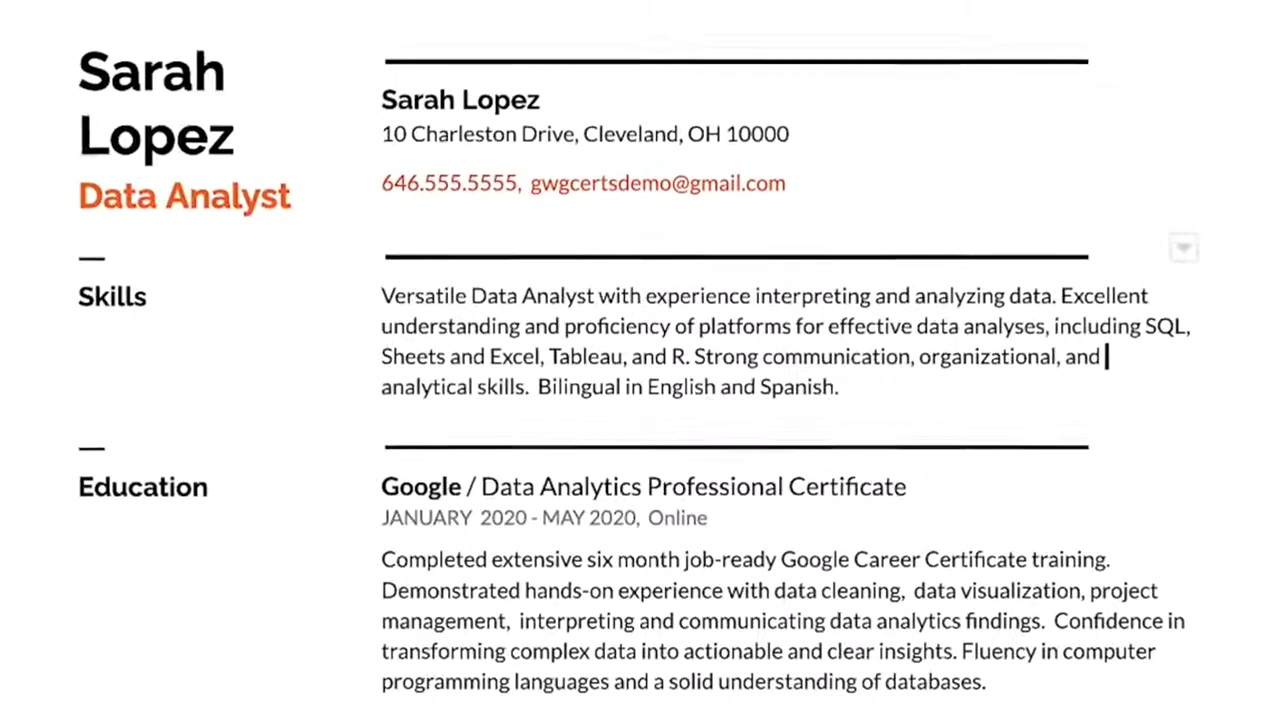 Sarah
Lopez
Data Analyst
Sarah Lopez
10 Charleston Drive, Cleveland, OH 10000
646.555.5555, gwgcertsdemo@gmail.com
Skills
Versatile Data Analyst with experience interpreting and analyzing data. Excellent
understanding and proficiency of platforms for effective data analyses, including SQL,
Sheets and Excel, Tableau, and R. Strong communication, organizational, and
analytical skills. Bilingual in English and Spanish.
Education
Google / Data Analytics Professional Certificate
JANUARY 2020 - MAY 2020, Online
Completed extensive six month job-ready Google Career Certificate training.
Demonstrated hands-on experience with data cleaning, data visualization, project
management, interpreting and communicating data analytics findings. Confidence in
transforming complex data into actionable and clear insights. Fluency in computer
programming languages and a solid understanding of databases.